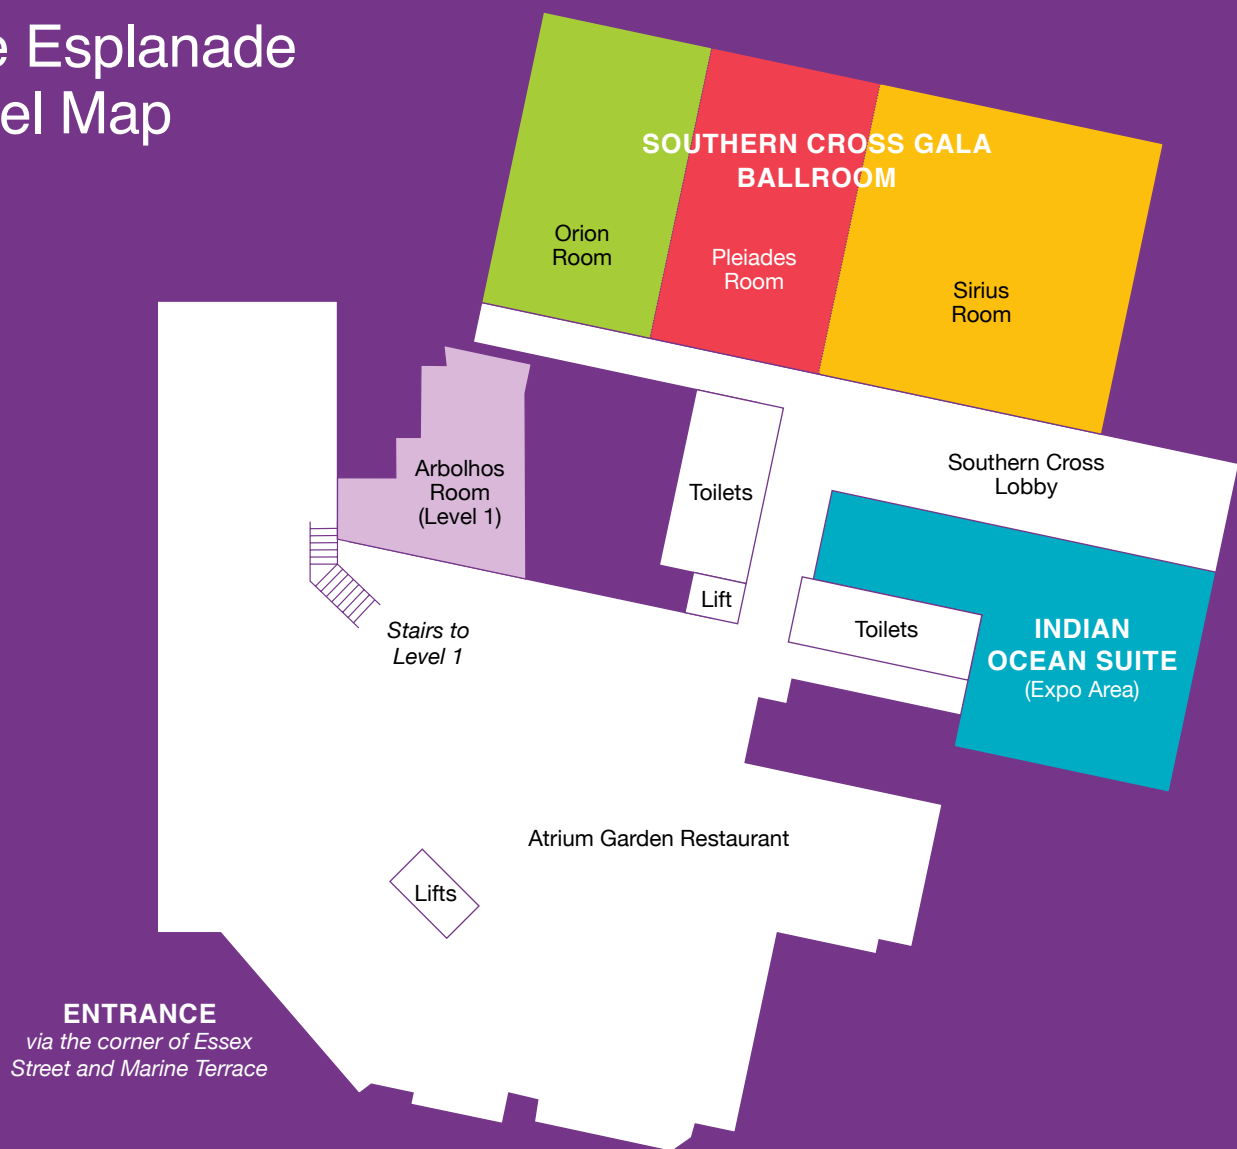 Esplanade
Map
SOUTHERN CROSS GALA
BALLROOM
Orion
Room
Pleiades
Room
Sirius
Room
Arbolhos
Room
(Level 1)
Toilets
Southern Cross
Lobby
Lift
Toilets
INDIAN
OCEAN SUITE
(Expo Area)
Stairs to
Level 1
Atrium Garden Restaurant
Lifts
ENTRANCE
via the corner of Essex
Street and Marine Terrace